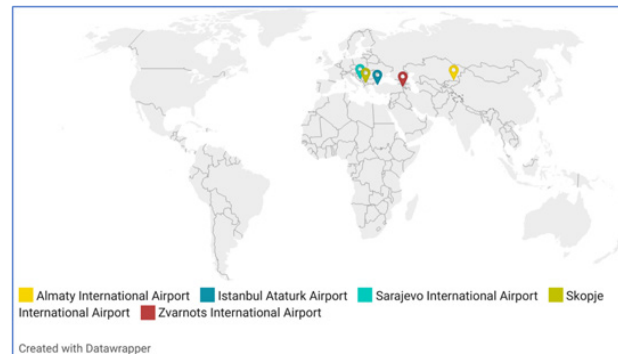 Almaty International Airport Istanbul Ataturk Airport Sarajevo International Airport Skopje
International Airport Zvarnots International Airport
Created with Datawrapper